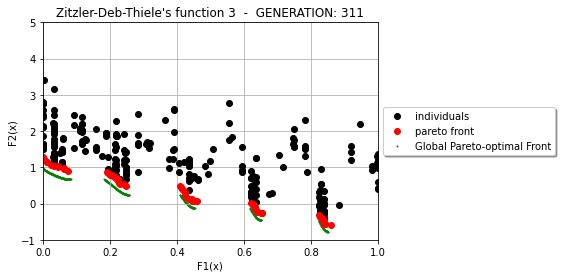 Zitzler-Deb-Thiele's function 3 - GENERATION: 311
5
4
3
2
1
0
-1
F2(x)
0.0 0.2 0.4 0.6 0.8 1.0
F1(x)
individuals
pareto front
Global Pareto-optimal Front